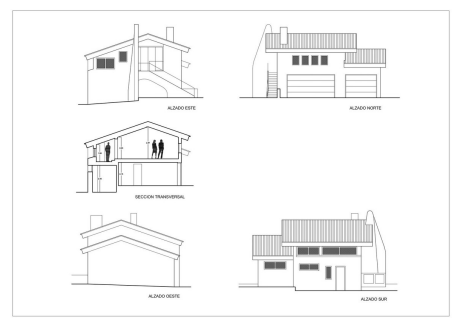 ALZADO ESTE
ALZADO NORTE
SECCION TRANSVERSAL
ALZADO OESTE
ALZADO SUR